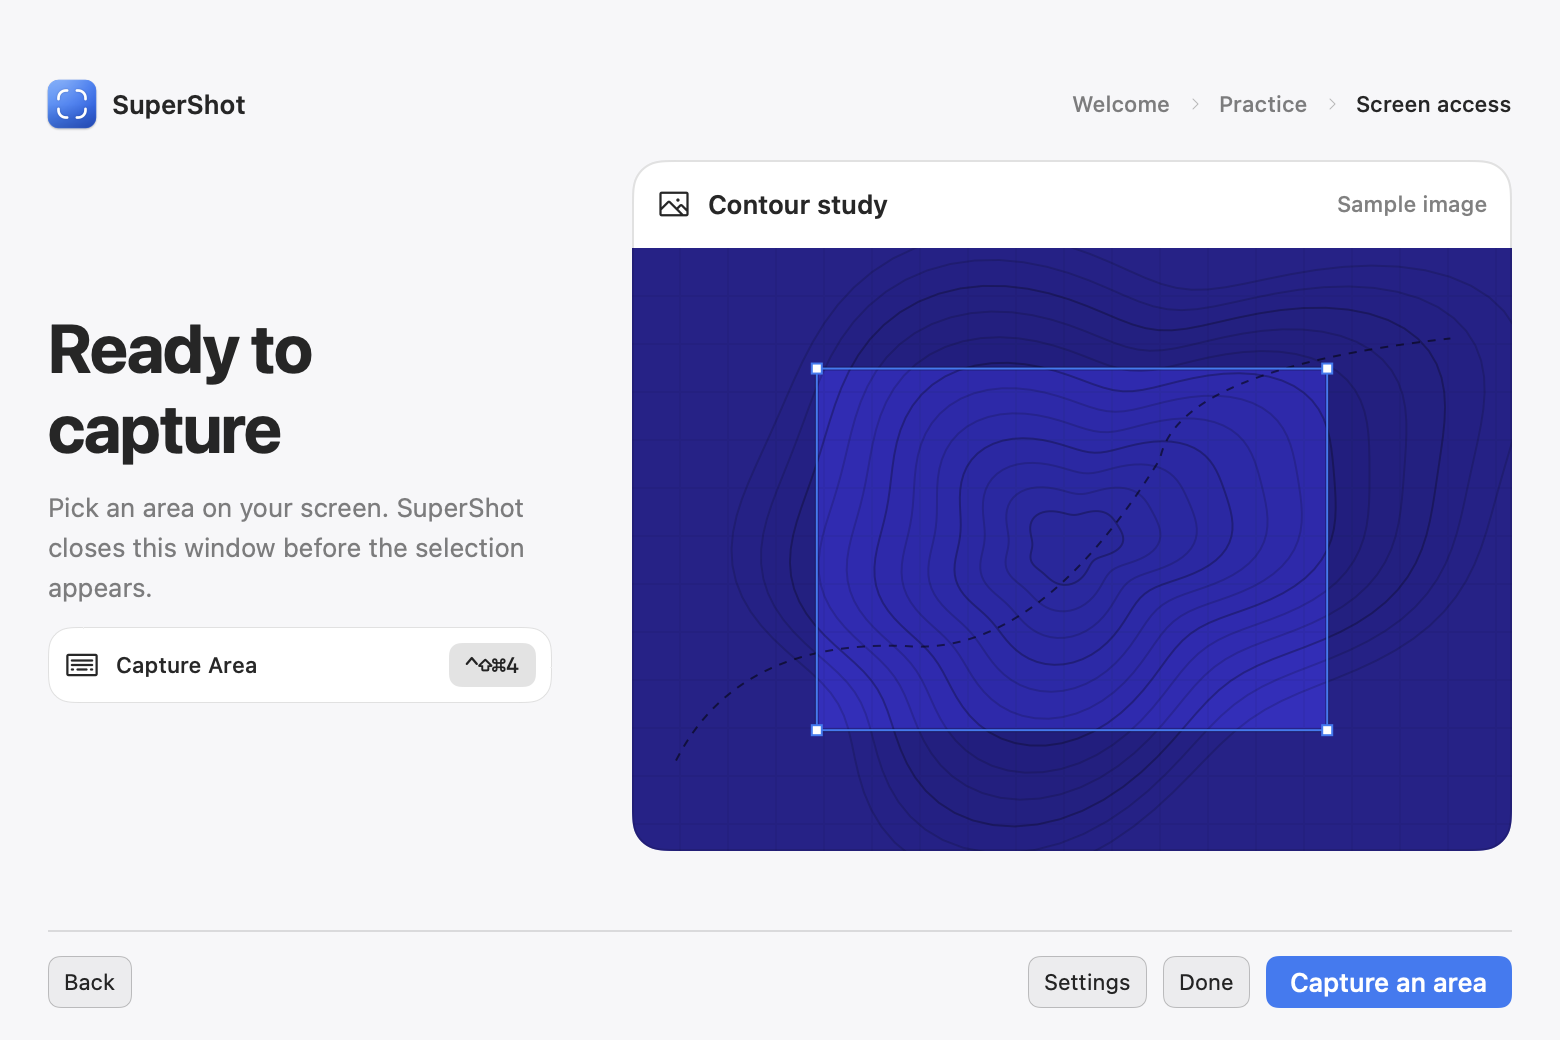 SuperShot
Welcome > Practice > Screen access
Contour study
Sample image
Ready to
capture
Pick an area on your screen. SuperShot
closes this window before the selection
appears.
Capture Area
^⇧⌘4
Back
Settings
Done
Capture an area